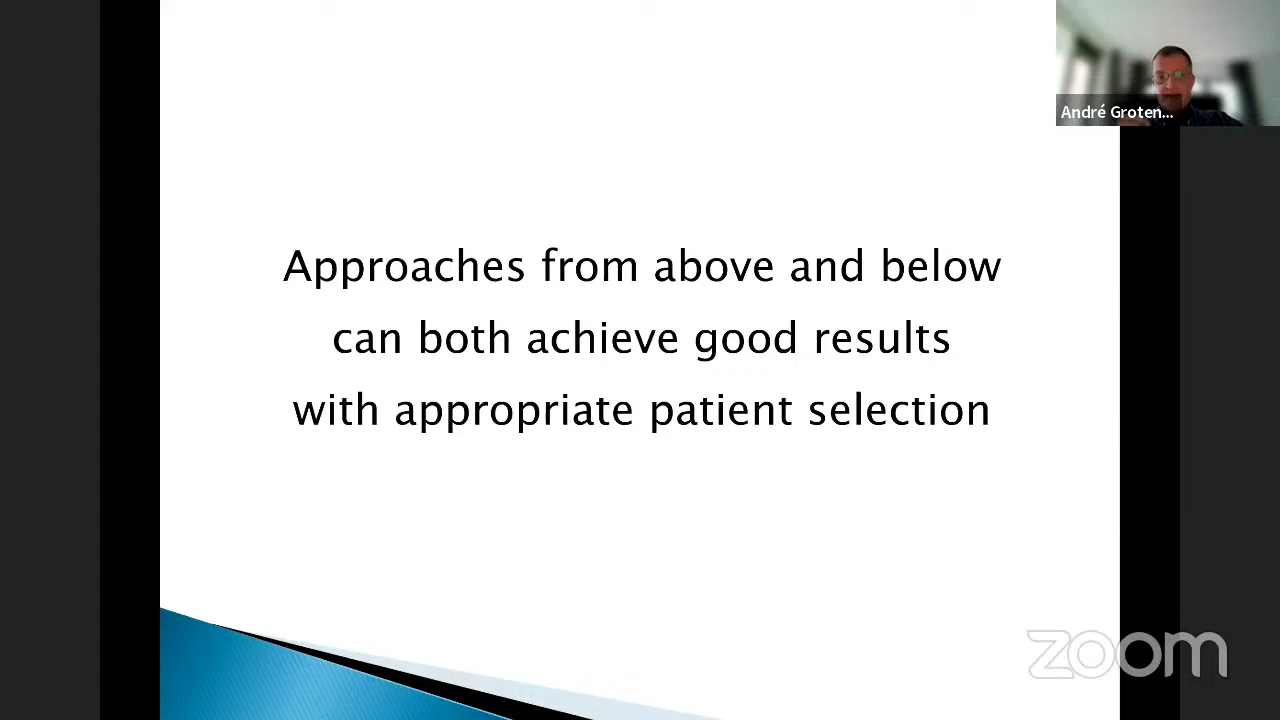 André Groten...
Approaches from above and below
can both achieve good results
with appropriate patient selection
zoom